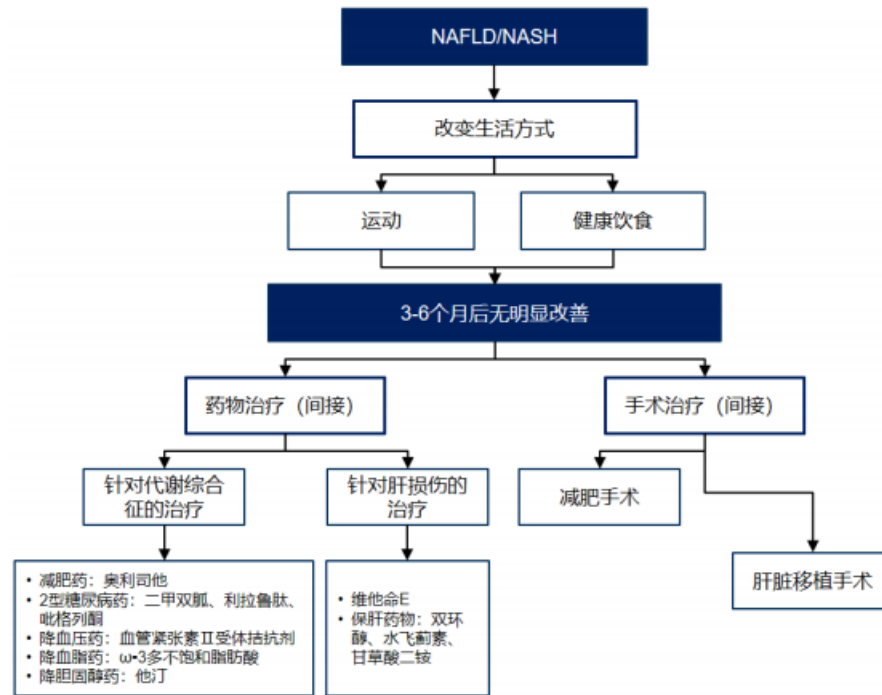 NAFLD/NASH
改变生活方式
运动
健康饮食
3-6个月后无明显改善
药物治疗（间接）
手术治疗（间接）
针对代谢综合
征的治疗
针对肝损伤的
治疗
减肥手术
肝脏移植手术
• 减肥药：奥利司他
• 2型糖尿病药：二甲双胍、利拉鲁肽、
吡格列酮
• 降血压药：血管紧张素Ⅱ受体拮抗剂
• 降血脂药：ω-3多不饱和脂肪酸
• 降胆固醇药：他汀
• 维他命E
• 保肝药物：双环
醇、水飞蓟素、
甘草酸二铵